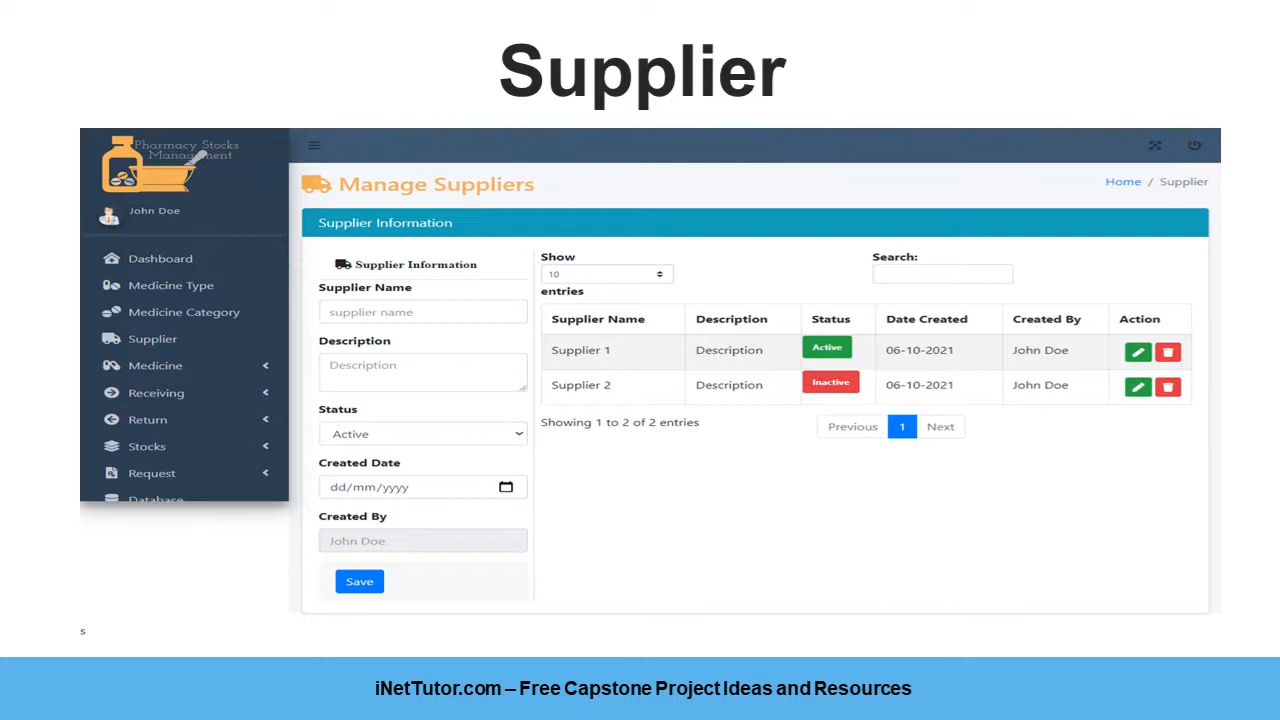 Supplier
Pharmacy Stocks
Management
John Doe
Dashboard
Medicine Type
Medicine Category
Supplier
Medicine
Receiving
Return
Stocks
Request
Database
Manage Suppliers
Home / Supplier
Supplier Information
Supplier Information
Supplier Name
supplier name
Description
Description
Status
Active
Created Date
dd/mm/yyyy
Created By
John Doe
Save
Show
10
entries
Search:
Supplier Name Description Status Date Created Created By Action
Supplier 1 Description Active 06-10-2021 John Doe
Supplier 2 Description Inactive 06-10-2021 John Doe
Showing 1 to 2 of 2 entries
Previous 1 Next
s
iNetTutor.com – Free Capstone Project Ideas and Resources